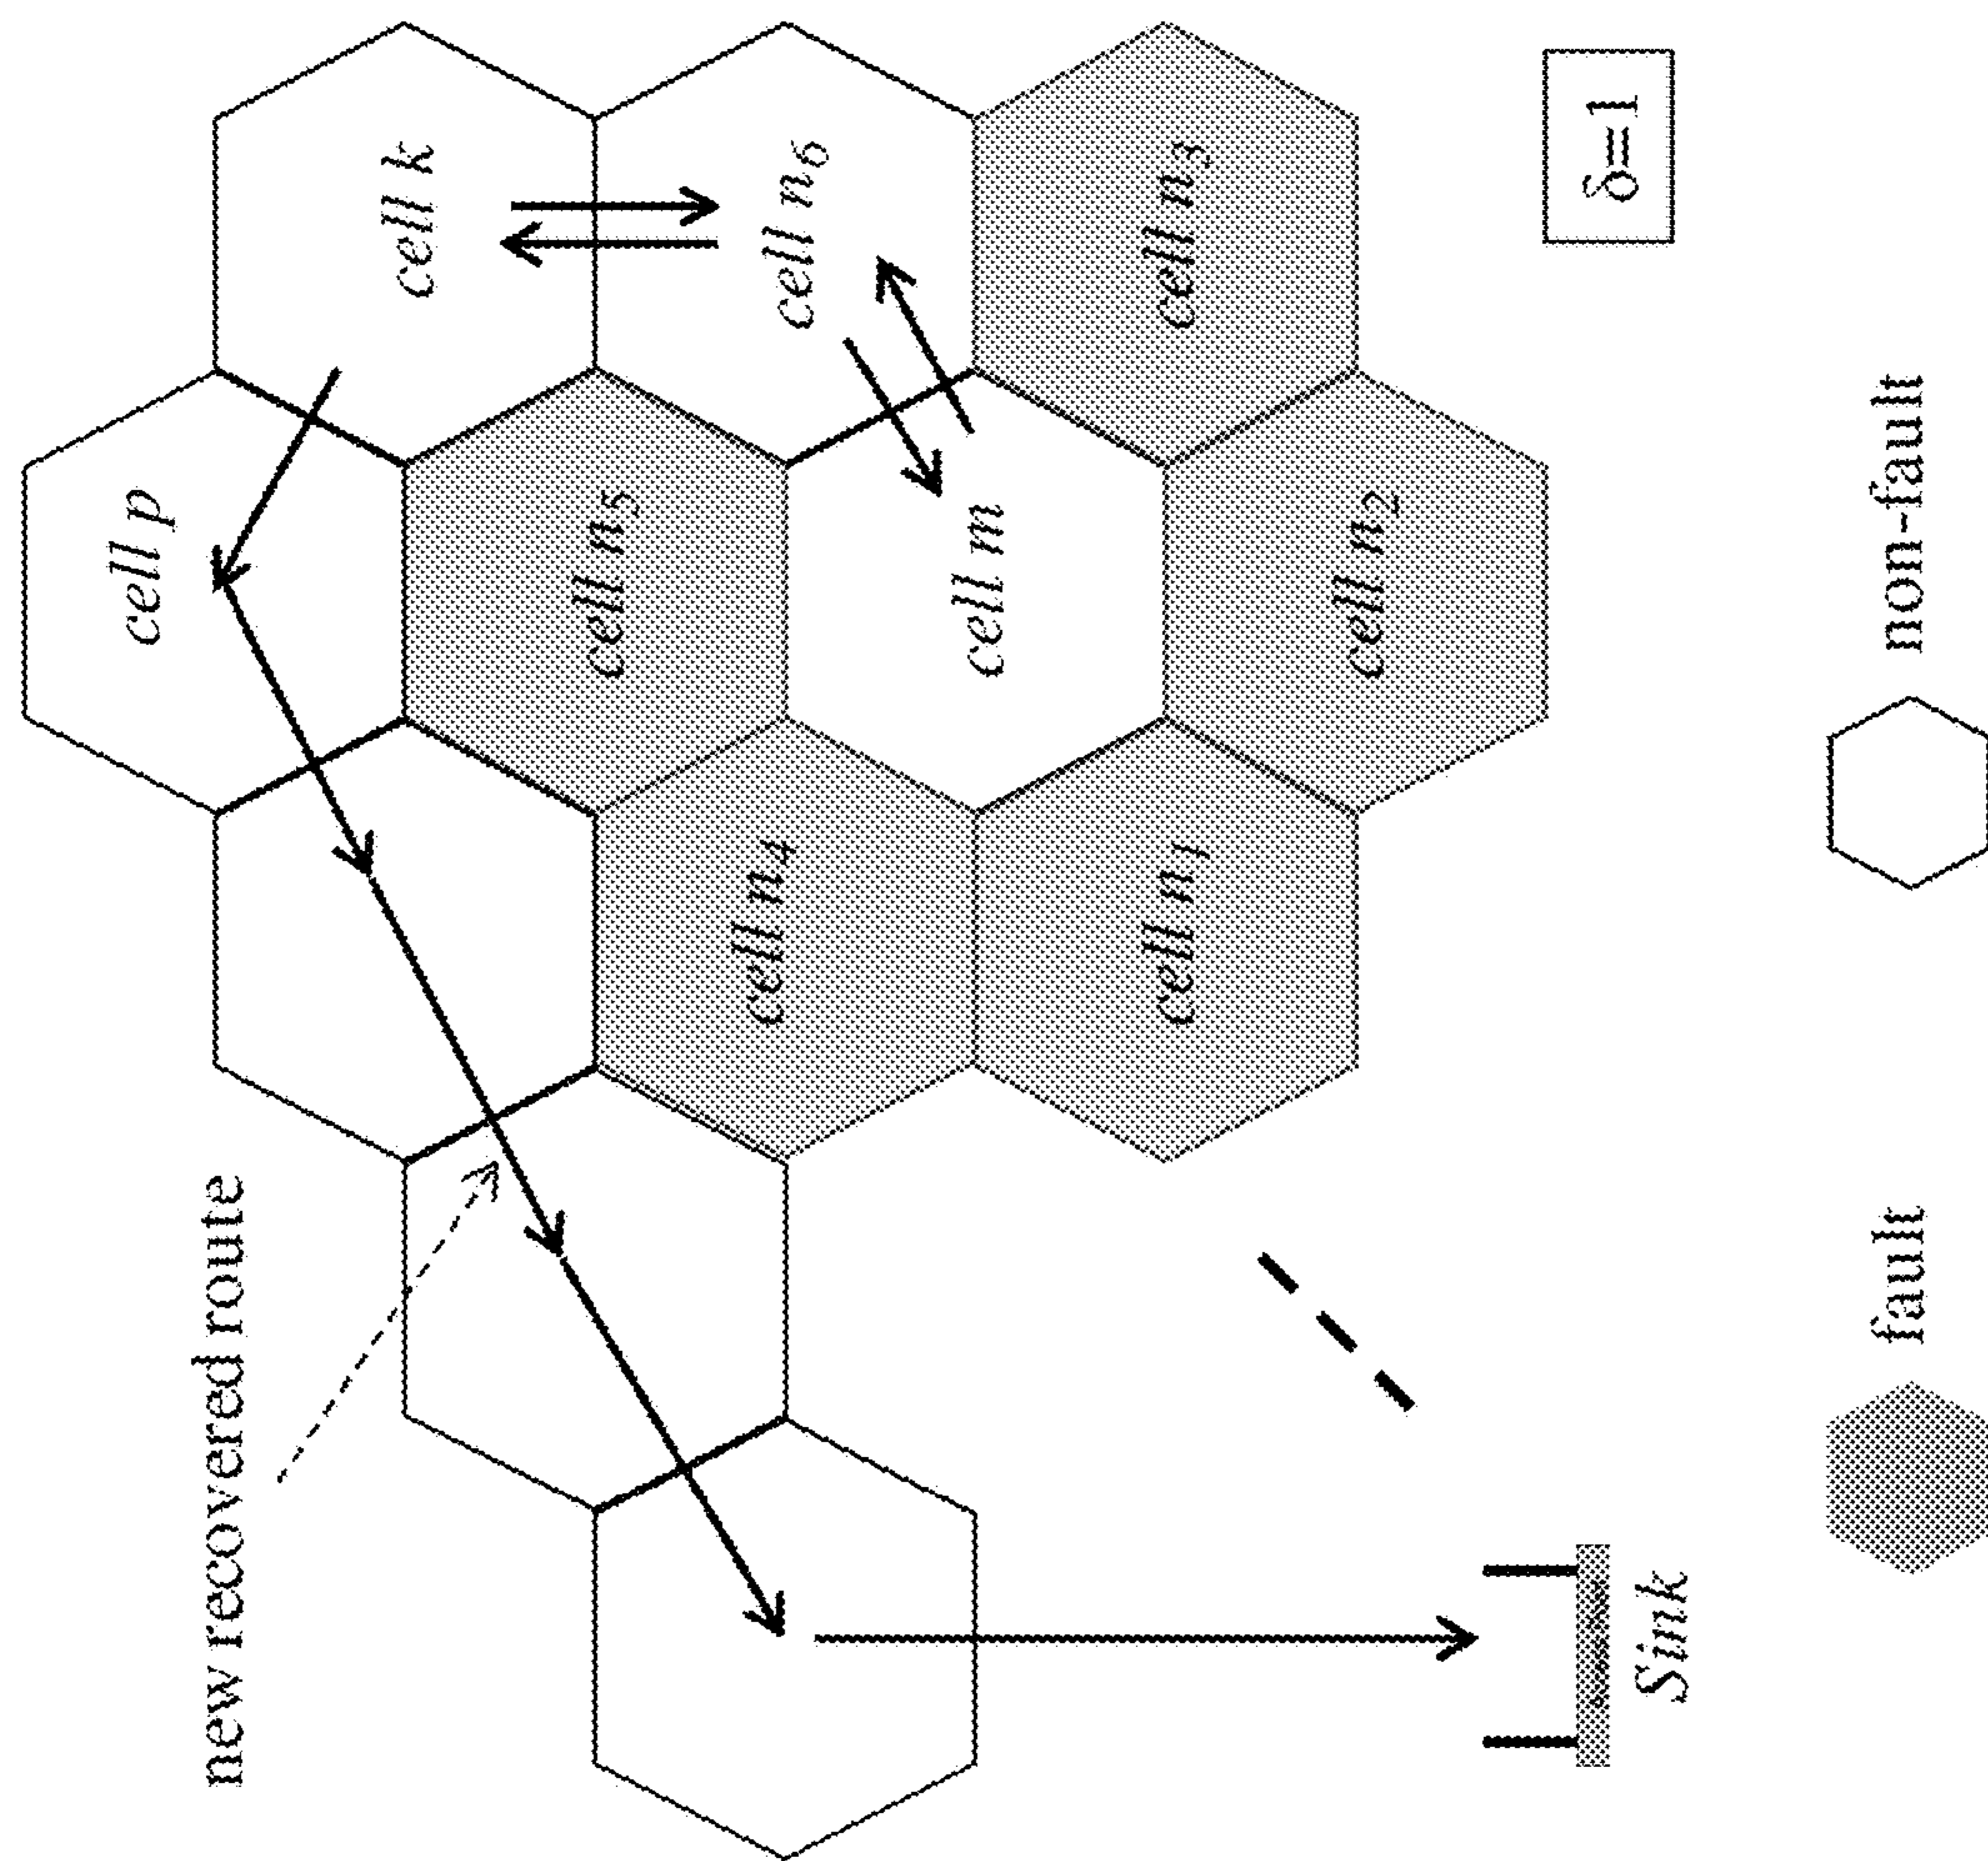 new recovered route
cell p
cell k
cell n5
cell n6
cell n4
cell m
cell n1
cell n2
cell n3
Sink
δ=1
fault
non-fault